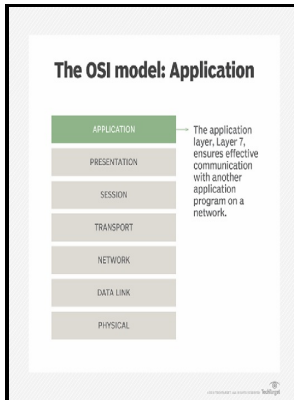 The OSI model: Application
APPLICATION
The application
layer, Layer 7,
ensures effective
communication
with another
application
program on a
network.
PRESENTATION
SESSION
TRANSPORT
NETWORK
DATA LINK
PHYSICAL
TechTarget